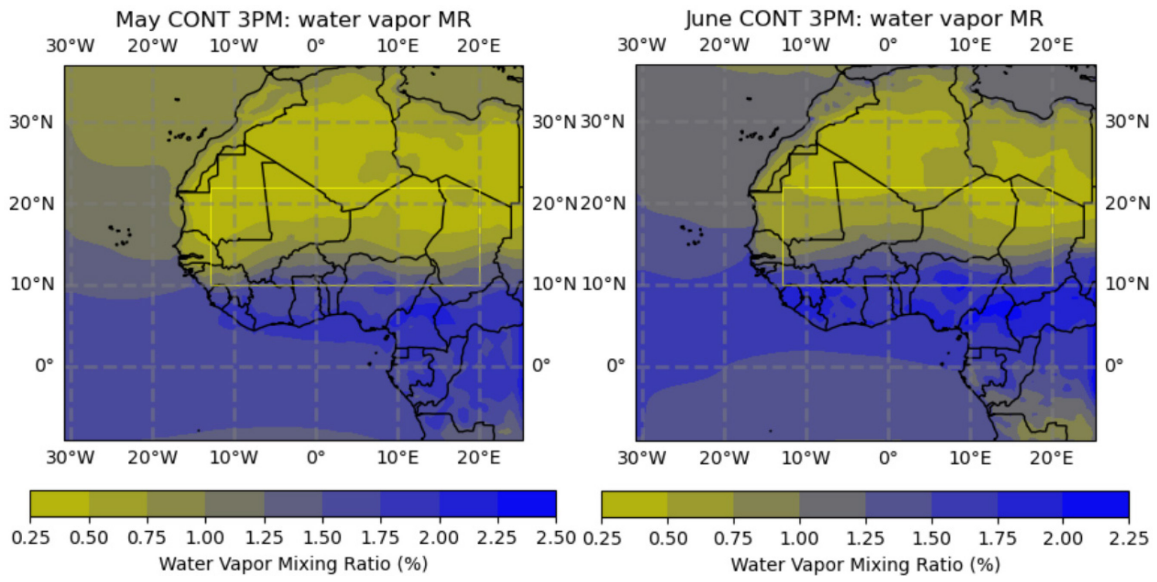 May CONT 3PM: water vapor MR
June CONT 3PM: water vapor MR
30°W 20°W 10°W 0° 10°E 20°E
30°W 20°W 10°W 0° 10°E 20°E
30°N 30°N 30°N 30°N
20°N 20°N 20°N 20°N
10°N 10°N 10°N 10°N
0° 0° 0° 0°
30°W 20°W 10°W 0° 10°E 20°E
30°W 20°W 10°W 0° 10°E 20°E
0.25 0.50 0.75 1.00 1.25 1.50 1.75 2.00 2.25 2.50
0.25 0.50 0.75 1.00 1.25 1.50 1.75 2.00 2.25
Water Vapor Mixing Ratio (%)
Water Vapor Mixing Ratio (%)